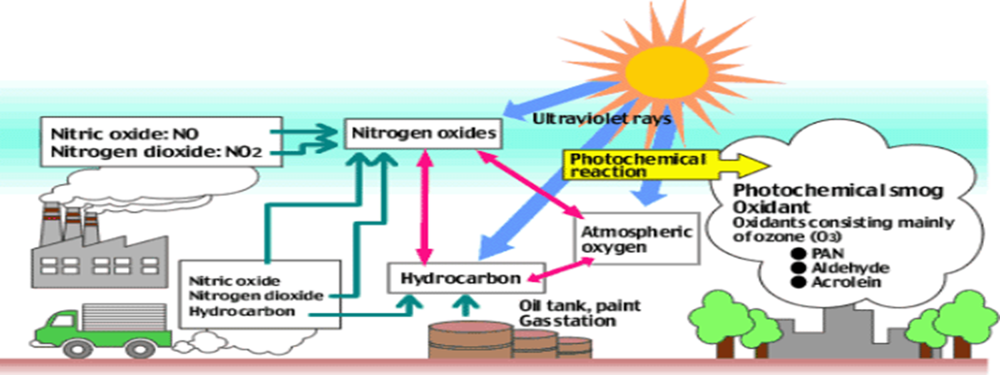 Nitric oxide: NO
Nitrogen dioxide: NO2
Nitrogen oxides
Ultraviolet rays
Photochemical
reaction
Photochemical smog
Oxidant
Oxidants consisting mainly
of ozone (O3)
● PAN
● Aldehyde
● Acrolein
Atmospheric
oxygen
Nitric oxide
Nitrogen dioxide
Hydrocarbon
Hydrocarbon
Oil tank, paint
Gas station